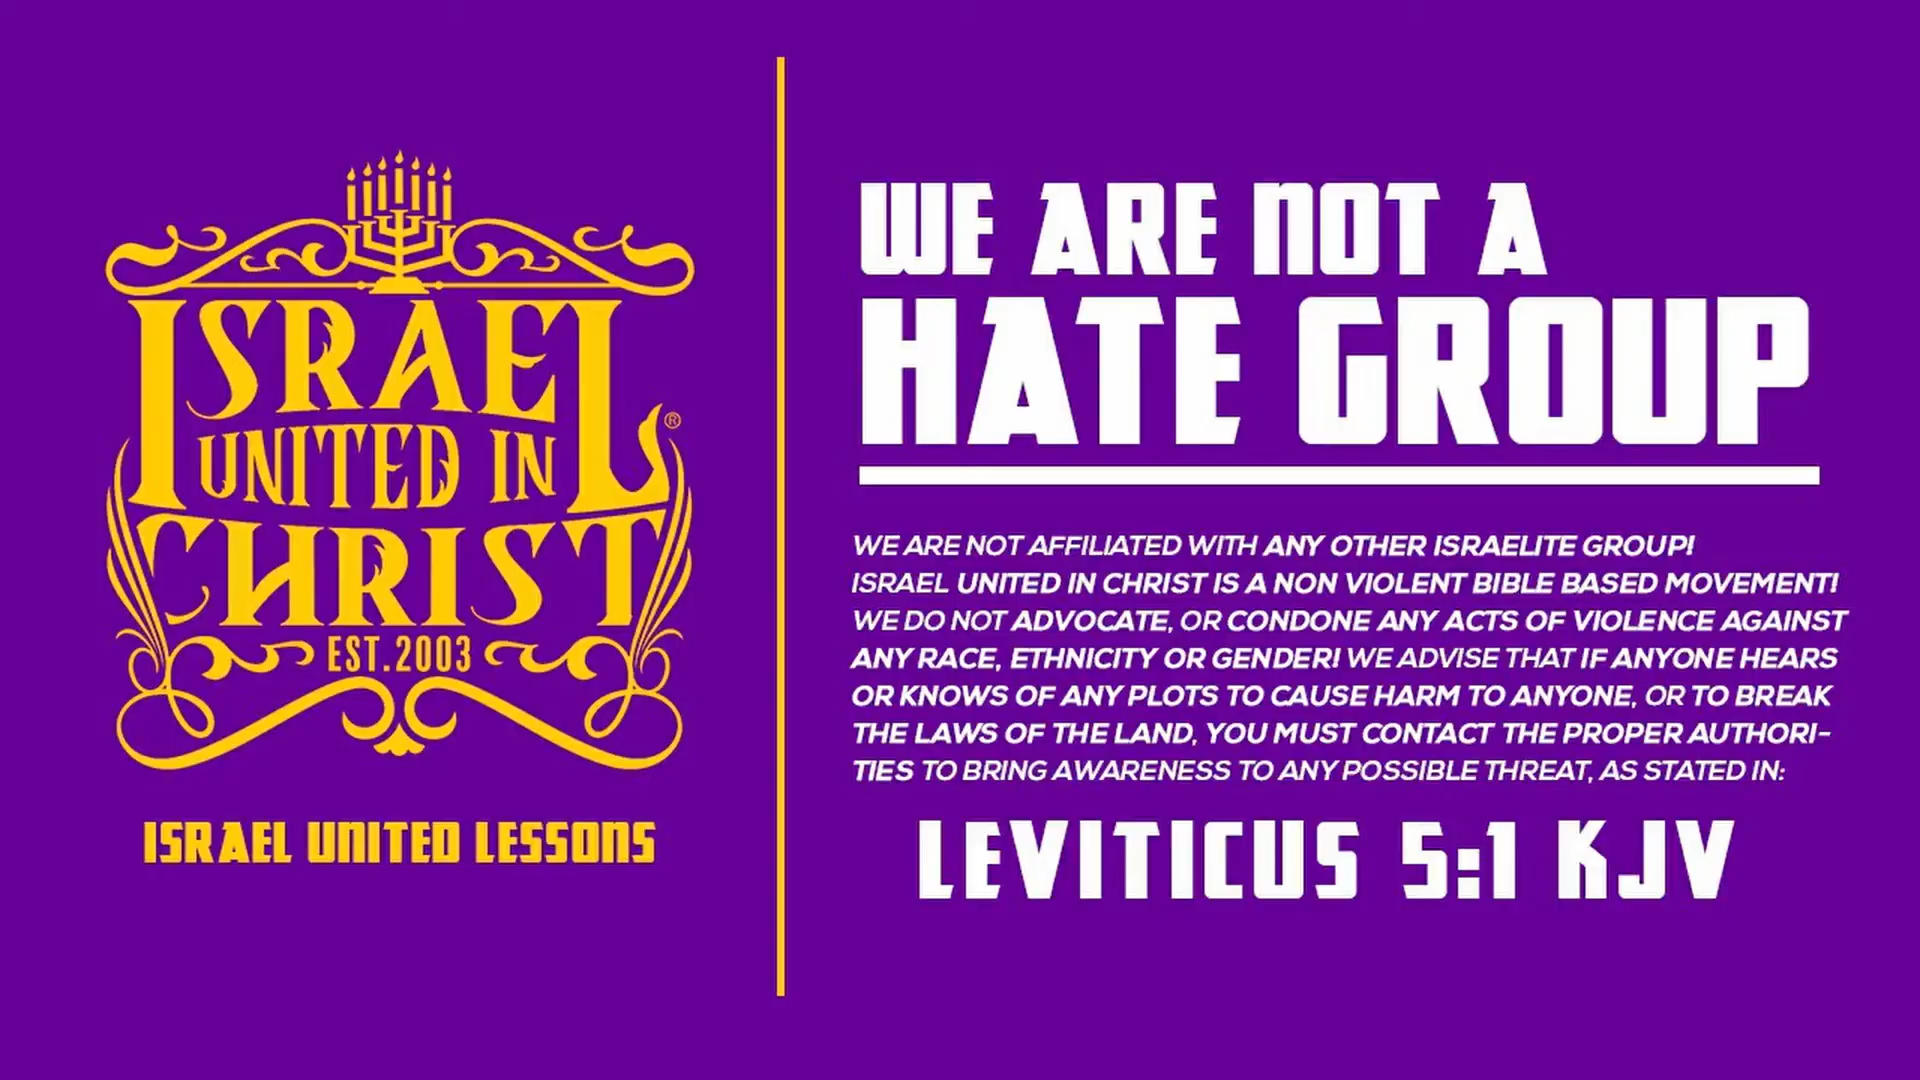 ISRAEL
UNITED IN
CHRIST
®
EST.2003
ISRAEL UNITED LESSONS
WE ARE NOT A
HATE GROUP
WE ARE NOT AFFILIATED WITH ANY OTHER ISRAELITE GROUP!
ISRAEL UNITED IN CHRIST IS A NON VIOLENT BIBLE BASED MOVEMENT!
WE DO NOT ADVOCATE, OR CONDONE ANY ACTS OF VIOLENCE AGAINST
ANY RACE, ETHNICITY OR GENDER! WE ADVISE THAT IF ANYONE HEARS
OR KNOWS OF ANY PLOTS TO CAUSE HARM TO ANYONE, OR TO BREAK
THE LAWS OF THE LAND, YOU MUST CONTACT THE PROPER AUTHORI-
TIES TO BRING AWARENESS TO ANY POSSIBLE THREAT, AS STATED IN:
LEVITICUS 5:1 KJV